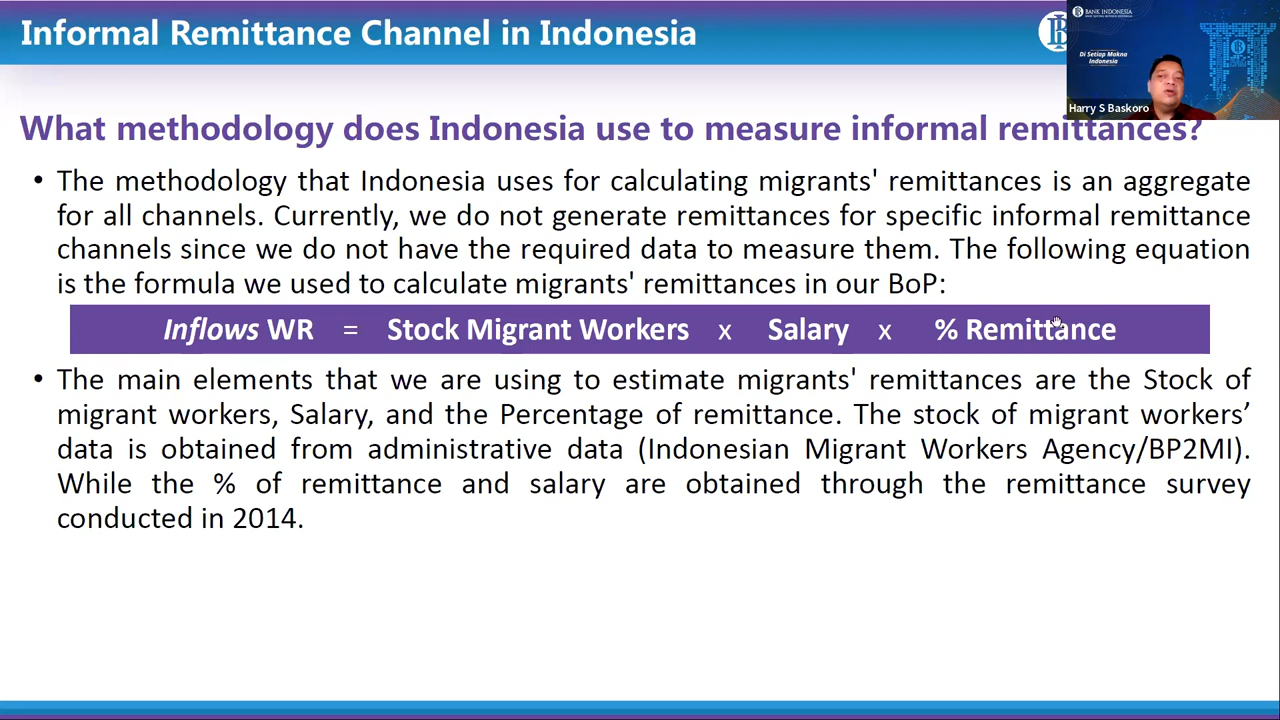 Informal Remittance Channel in Indonesia
BANK INDONESIA
Di Setiap Makna
Indonesia
Harry S Baskoro
What methodology does Indonesia use to measure informal remittances?
• The methodology that Indonesia uses for calculating migrants' remittances is an aggregate
for all channels. Currently, we do not generate remittances for specific informal remittance
channels since we do not have the required data to measure them. The following equation
is the formula we used to calculate migrants' remittances in our BoP:
Inflows WR = Stock Migrant Workers x Salary x % Remittance
• The main elements that we are using to estimate migrants' remittances are the Stock of
migrant workers, Salary, and the Percentage of remittance. The stock of migrant workers’
data is obtained from administrative data (Indonesian Migrant Workers Agency/BP2MI).
While the % of remittance and salary are obtained through the remittance survey
conducted in 2014.